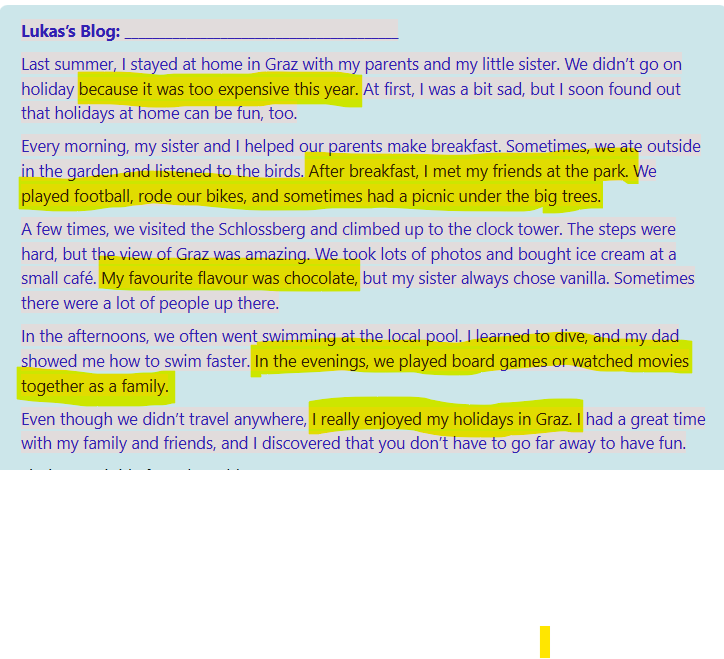 Lukas's Blog: ___________________________________
Last summer, I stayed at home in Graz with my parents and my little sister. We didn't go on
holiday because it was too expensive this year. At first, I was a bit sad, but I soon found out
that holidays at home can be fun, too.
Every morning, my sister and I helped our parents make breakfast. Sometimes, we ate outside
in the garden and listened to the birds. After breakfast, I met my friends at the park. We
played football, rode our bikes, and sometimes had a picnic under the big trees.
A few times, we visited the Schlossberg and climbed up to the clock tower. The steps were
hard, but the view of Graz was amazing. We took lots of photos and bought ice cream at a
small café. My favourite flavour was chocolate, but my sister always chose vanilla. Sometimes
there were a lot of people up there.
In the afternoons, we often went swimming at the local pool. I learned to dive, and my dad
showed me how to swim faster. In the evenings, we played board games or watched movies
together as a family.
Even though we didn't travel anywhere, I really enjoyed my holidays in Graz. I had a great time
with my family and friends, and I discovered that you don't have to go far away to have fun.